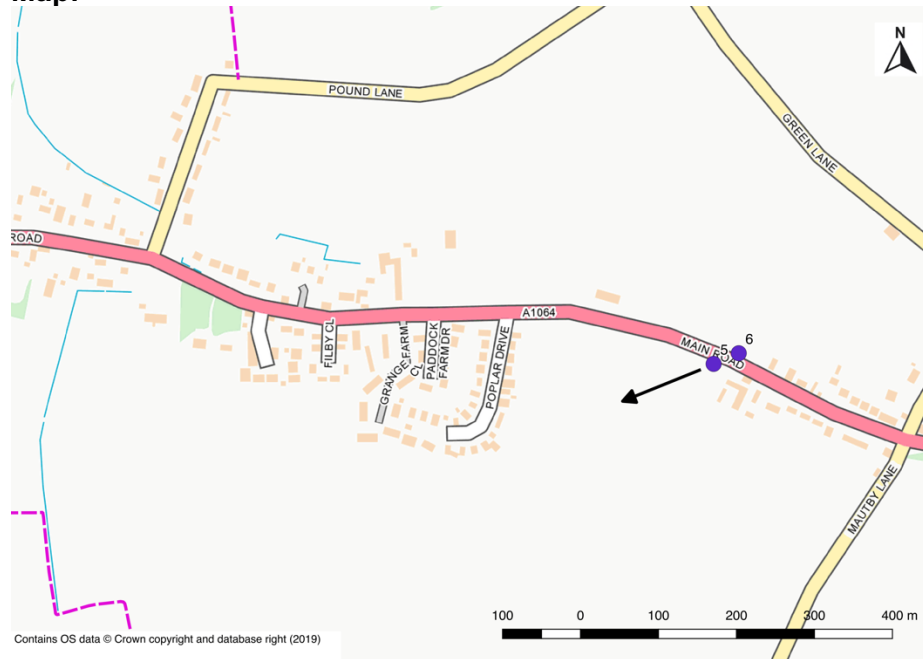 map.
N
POUND LANE
GREEN LANE
ROAD
A1064
MAIN ROAD
5
6
FILBY CL
GRANGE FARM CL
PADDOCK
FARM DR
POPLAR DRIVE
MAUTBY LANE
100 0 100 200 300 400 m
Contains OS data © Crown copyright and database right (2019)